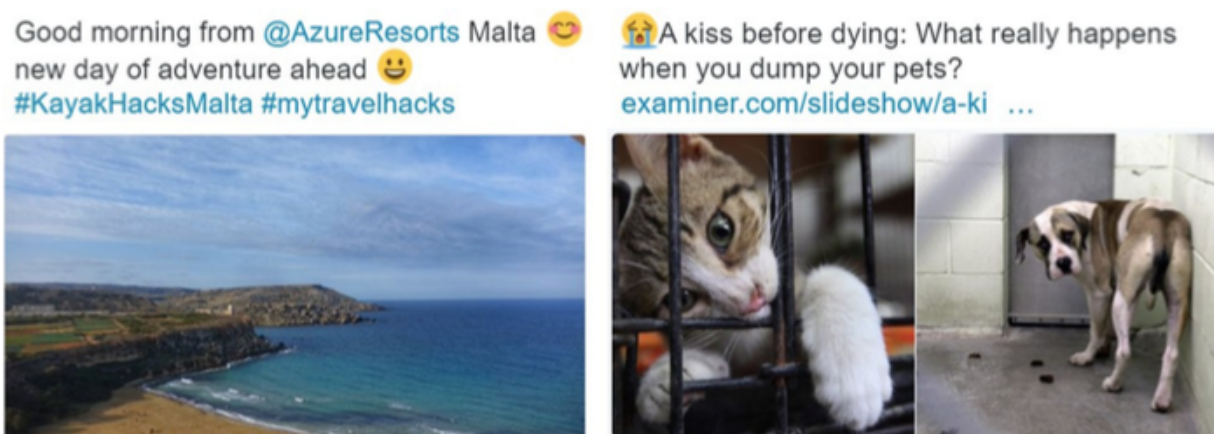 Good morning from @AzureResorts Malta 😊
new day of adventure ahead 😀
#KayakHacksMalta #mytravelhacks
😭A kiss before dying: What really happens
when you dump your pets?
examiner.com/slideshow/a-ki …